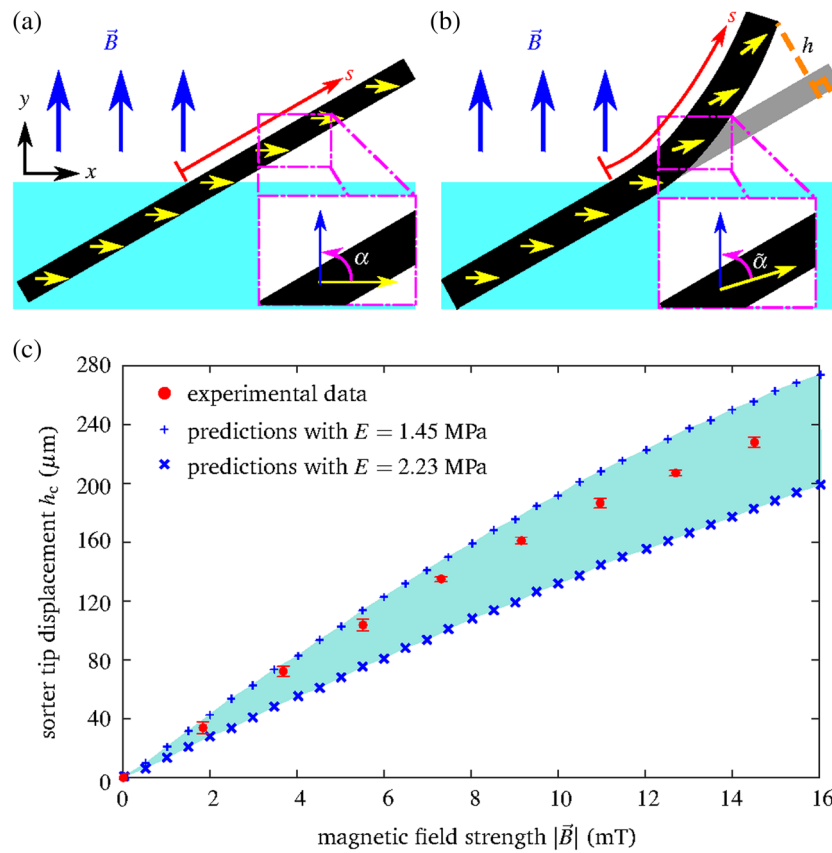 (a)
(b)
B⃗
s
y
x
α
B⃗
s
h
α̃
(c)
280
240
200
160
120
80
40
0
sorter tip displacement h_c (μm)
experimental data
predictions with E = 1.45 MPa
predictions with E = 2.23 MPa
0 2 4 6 8 10 12 14 16
magnetic field strength |B⃗| (mT)